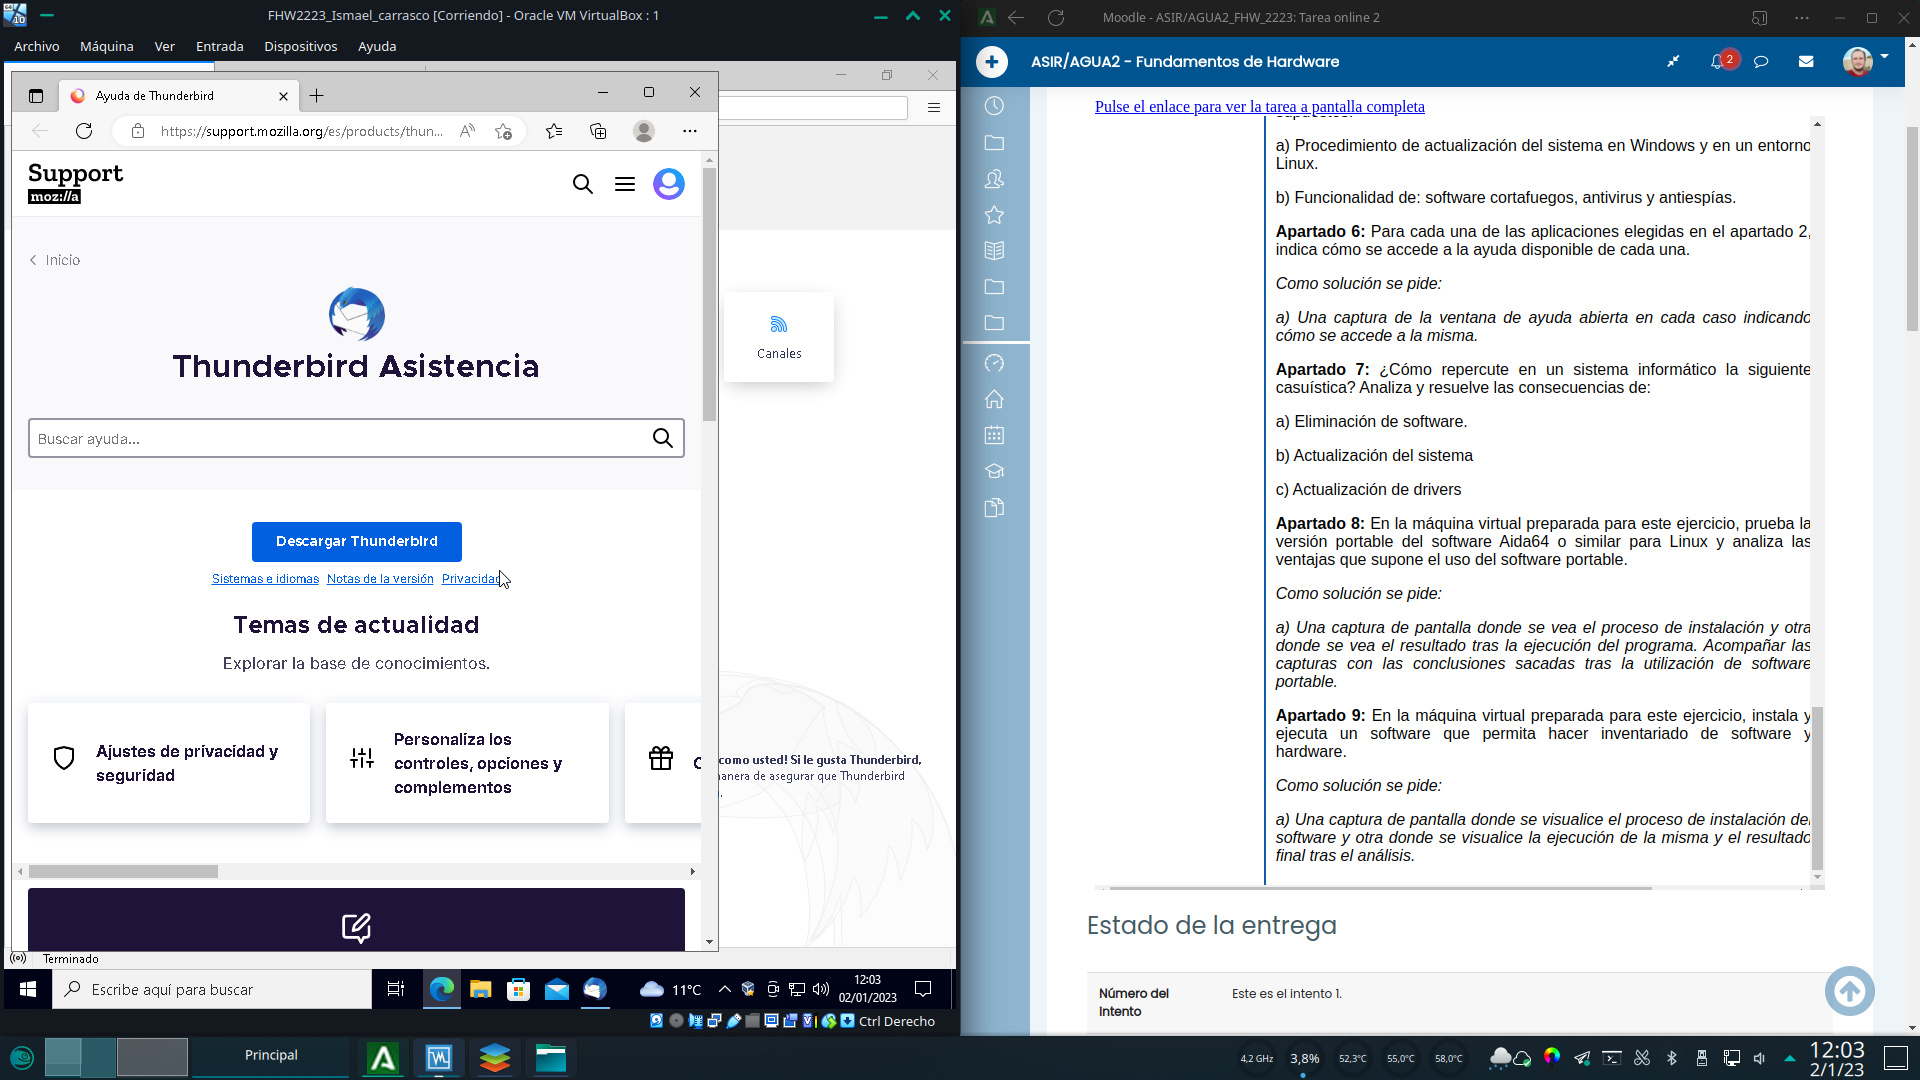 FHW2223_Ismael_carrasco [Corriendo] - Oracle VM VirtualBox : 1
Archivo Máquina Ver Entrada Dispositivos Ayuda
Ayuda de Thunderbird
https://support.mozilla.org/es/products/thun...
Support
moz://a
Inicio
Thunderbird Asistencia
Buscar ayuda...
Descargar Thunderbird
Sistemas e idiomas Notas de la versión Privacidad
Temas de actualidad
Explorar la base de conocimientos.
Ajustes de privacidad y
seguridad
Personaliza los
controles, opciones y
complementos
Canales
como usted! Si le gusta Thunderbird,
anera de asegurar que Thunderbird
Terminado
Escribe aquí para buscar
11°C
12:03
02/01/2023
Ctrl Derecho
Moodle - ASIR/AGUA2_FHW_2223: Tarea online 2
ASIR/AGUA2 - Fundamentos de Hardware
2
Pulse el enlace para ver la tarea a pantalla completa
supuestos:
a) Procedimiento de actualización del sistema en Windows y en un entorno
Linux.
b) Funcionalidad de: software cortafuegos, antivirus y antiespías.
Apartado 6: Para cada una de las aplicaciones elegidas en el apartado 2,
indica cómo se accede a la ayuda disponible de cada una.
Como solución se pide:
a) Una captura de la ventana de ayuda abierta en cada caso indicando
cómo se accede a la misma.
Apartado 7: ¿Cómo repercute en un sistema informático la siguiente
casuística? Analiza y resuelve las consecuencias de:
a) Eliminación de software.
b) Actualización del sistema
c) Actualización de drivers
Apartado 8: En la máquina virtual preparada para este ejercicio, prueba la
versión portable del software Aida64 o similar para Linux y analiza las
ventajas que supone el uso del software portable.
Como solución se pide:
a) Una captura de pantalla donde se vea el proceso de instalación y otra
donde se vea el resultado tras la ejecución del programa. Acompañar las
capturas con las conclusiones sacadas tras la utilización de software
portable.
Apartado 9: En la máquina virtual preparada para este ejercicio, instala y
ejecuta un software que permita hacer inventariado de software y
hardware.
Como solución se pide:
a) Una captura de pantalla donde se visualice el proceso de instalación del
software y otra donde se visualice la ejecución de la misma y el resultado
final tras el análisis.
Estado de la entrega
Número del
Intento
Este es el intento 1.
Principal
4,2 GHz
3,8%
52,3°C
55,0°C
58,0°C
12:03
2/1/23